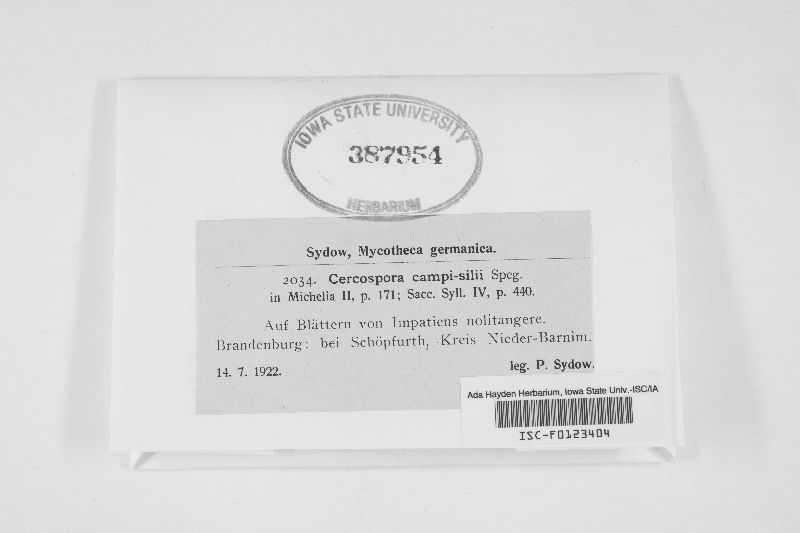 IOWA STATE UNIVERSITY
387954
HERBARIUM
Sydow, Mycotheca germanica.
2034. Cercospora campi-silii Speg.
in Michelia II, p. 171; Sacc. Syll. IV, p. 440.
Auf Blättern von Impatiens nolitangere.
Brandenburg: bei Schöpfurth, Kreis Nieder-Barnim.
14. 7. 1922.
leg. P. Sydow.
Ada Hayden Herbarium, Iowa State Univ.-ISC/IA
ISC-F0123404